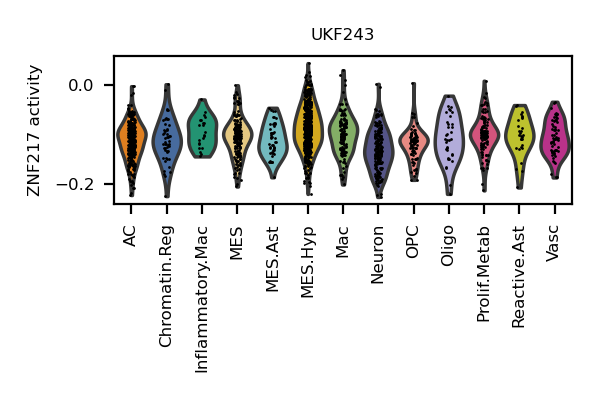 UKF243
ZNF217 activity
0.0
−0.2
AC
Chromatin.Reg
Inflammatory.Mac
MES
MES.Ast
MES.Hyp
Mac
Neuron
OPC
Oligo
Prolif.Metab
Reactive.Ast
Vasc